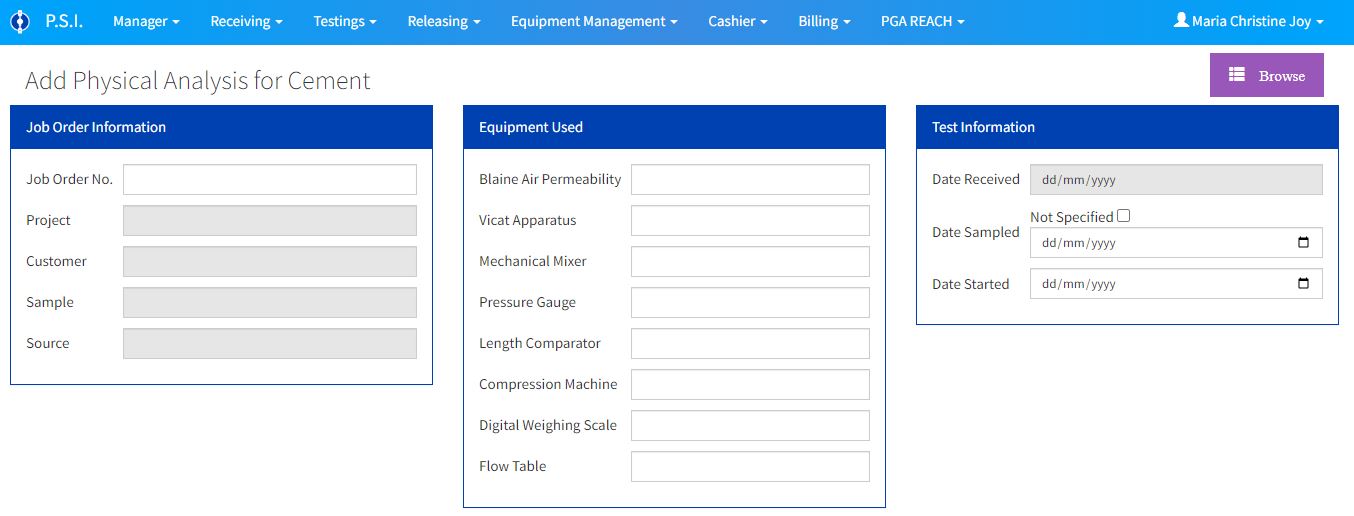 P.S.I. Manager Receiving Testings Releasing Equipment Management Cashier Billing PGA REACH Maria Christine Joy
Add Physical Analysis for Cement
Browse
Job Order Information
Job Order No.
Project
Customer
Sample
Source
Equipment Used
Blaine Air Permeability
Vicat Apparatus
Mechanical Mixer
Pressure Gauge
Length Comparator
Compression Machine
Digital Weighing Scale
Flow Table
Test Information
Date Received dd/mm/yyyy
Not Specified
Date Sampled dd/mm/yyyy
Date Started dd/mm/yyyy